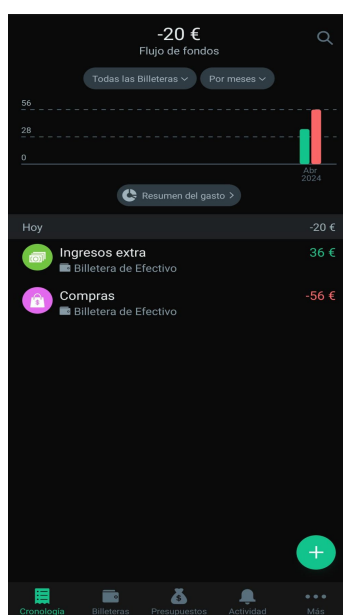 -20 €
Flujo de fondos
Todas las Billeteras
Por meses
56
28
0
Abr
2024
Resumen del gasto
Hoy
-20 €
Ingresos extra
36 €
Billetera de Efectivo
Compras
-56 €
Billetera de Efectivo
Cronología
Billeteras
Presupuestos
Actividad
Más